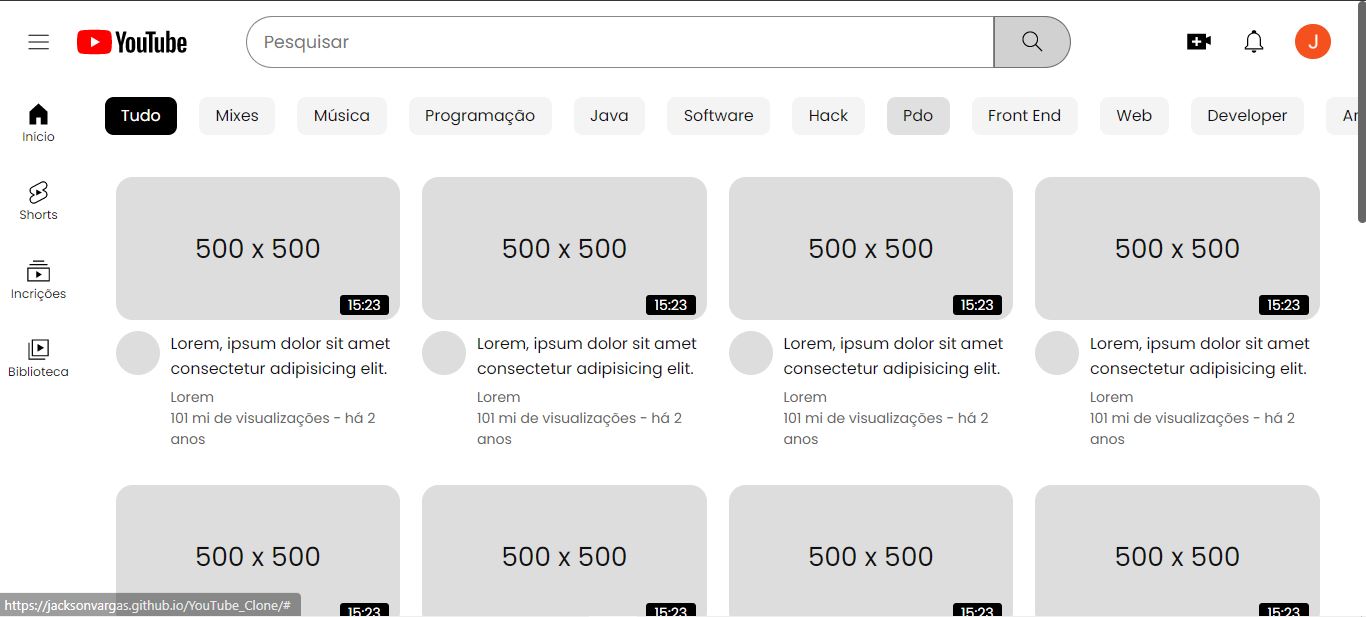 YouTube
Pesquisar
J
Início
Tudo
Mixes
Música
Programação
Java
Software
Hack
Pdo
Front End
Web
Developer
Shorts
Incrições
Biblioteca
500 x 500
500 x 500
500 x 500
500 x 500
15:23
15:23
15:23
15:23
Lorem, ipsum dolor sit amet
consectetur adipisicing elit.
Lorem
101 mi de visualizações - há 2
anos
Lorem, ipsum dolor sit amet
consectetur adipisicing elit.
Lorem
101 mi de visualizações - há 2
anos
Lorem, ipsum dolor sit amet
consectetur adipisicing elit.
Lorem
101 mi de visualizações - há 2
anos
Lorem, ipsum dolor sit amet
consectetur adipisicing elit.
Lorem
101 mi de visualizações - há 2
anos
500 x 500
500 x 500
500 x 500
500 x 500
15:23
15:23
15:23
15:23
https://jacksonvargas.github.io/YouTube_Clone/#